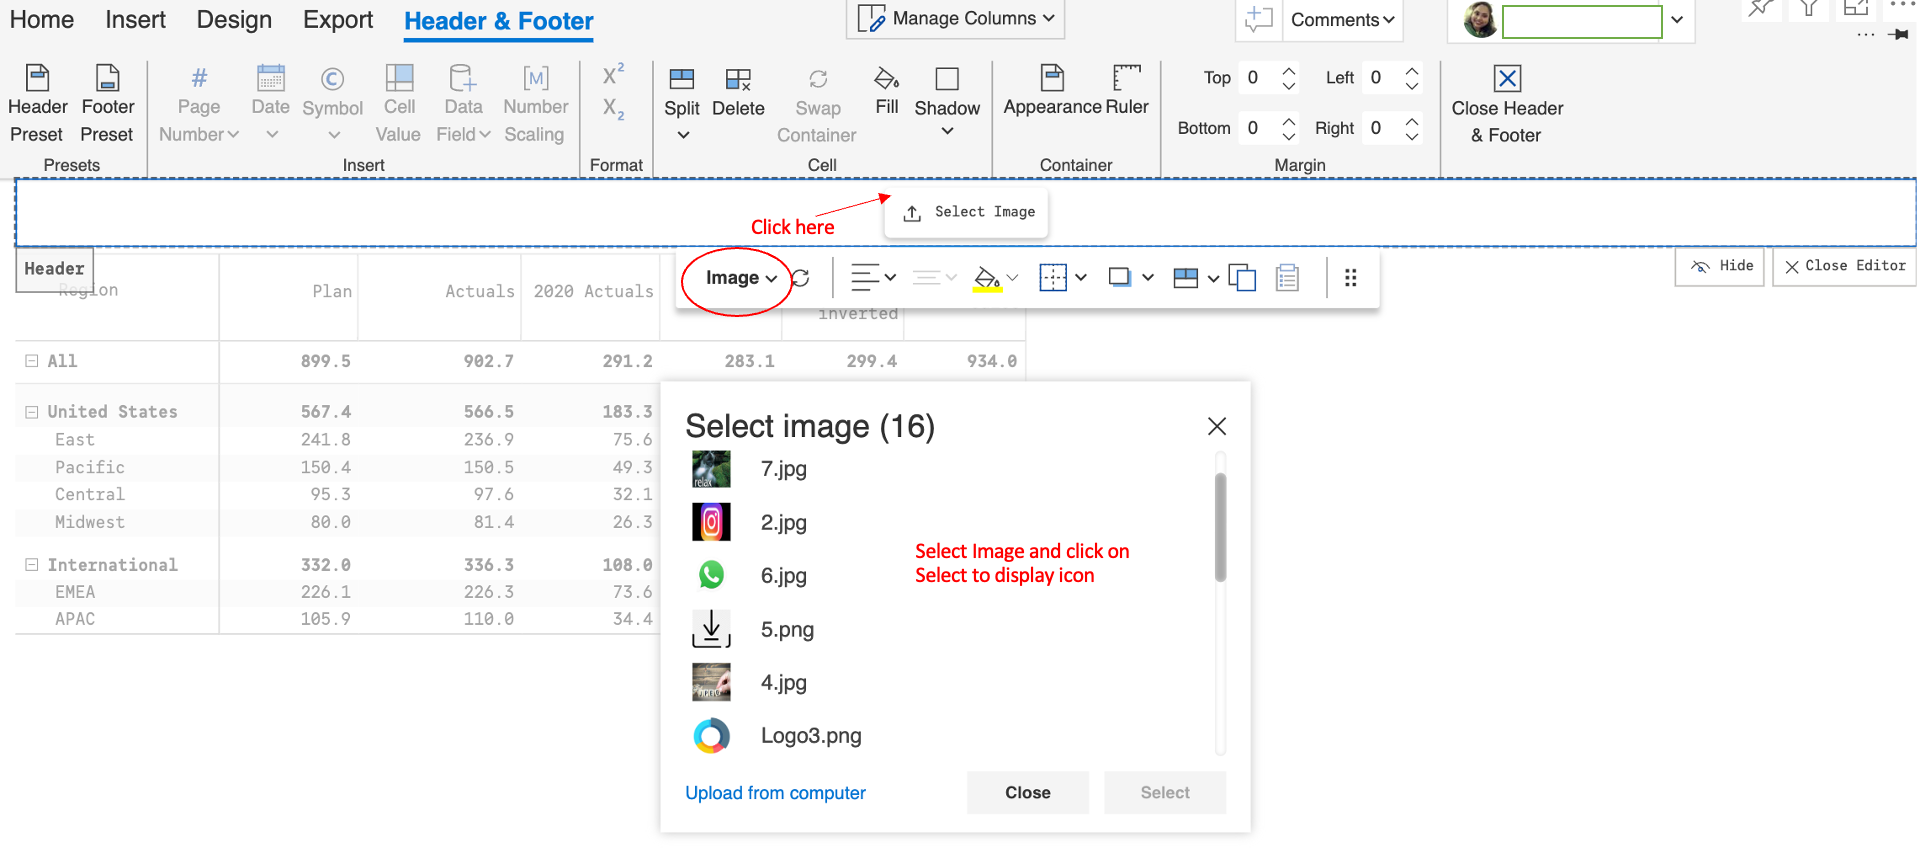 Home Insert Design Export Header & Footer Manage Columns Comments
Header Preset
Footer Preset
Presets
# Page Number
Date
Symbol
Cell Value
Data Field
[M] Number Scaling
Insert
X2
X2
Format
Split
Delete
Swap Container
Fill
Shadow
Cell
Appearance
Ruler
Container
Top 0 Left 0
Bottom 0 Right 0
Margin
Close Header & Footer
Select Image
Click here
Header
Image
Hide
Close Editor
Region Plan Actuals 2020 Actuals
inverted
All 899.5 902.7 291.2 283.1 299.4 934.0
United States 567.4 566.5 183.3
East 241.8 236.9 75.6
Pacific 150.4 150.5 49.3
Central 95.3 97.6 32.1
Midwest 80.0 81.4 26.3
International 332.0 336.3 108.0
EMEA 226.1 226.3 73.6
APAC 105.9 110.0 34.4
Select image (16)
relax
7.jpg
2.jpg
6.jpg
5.png
4.jpg
Logo3.png
Select Image and click on
Select to display icon
Upload from computer
Close
Select